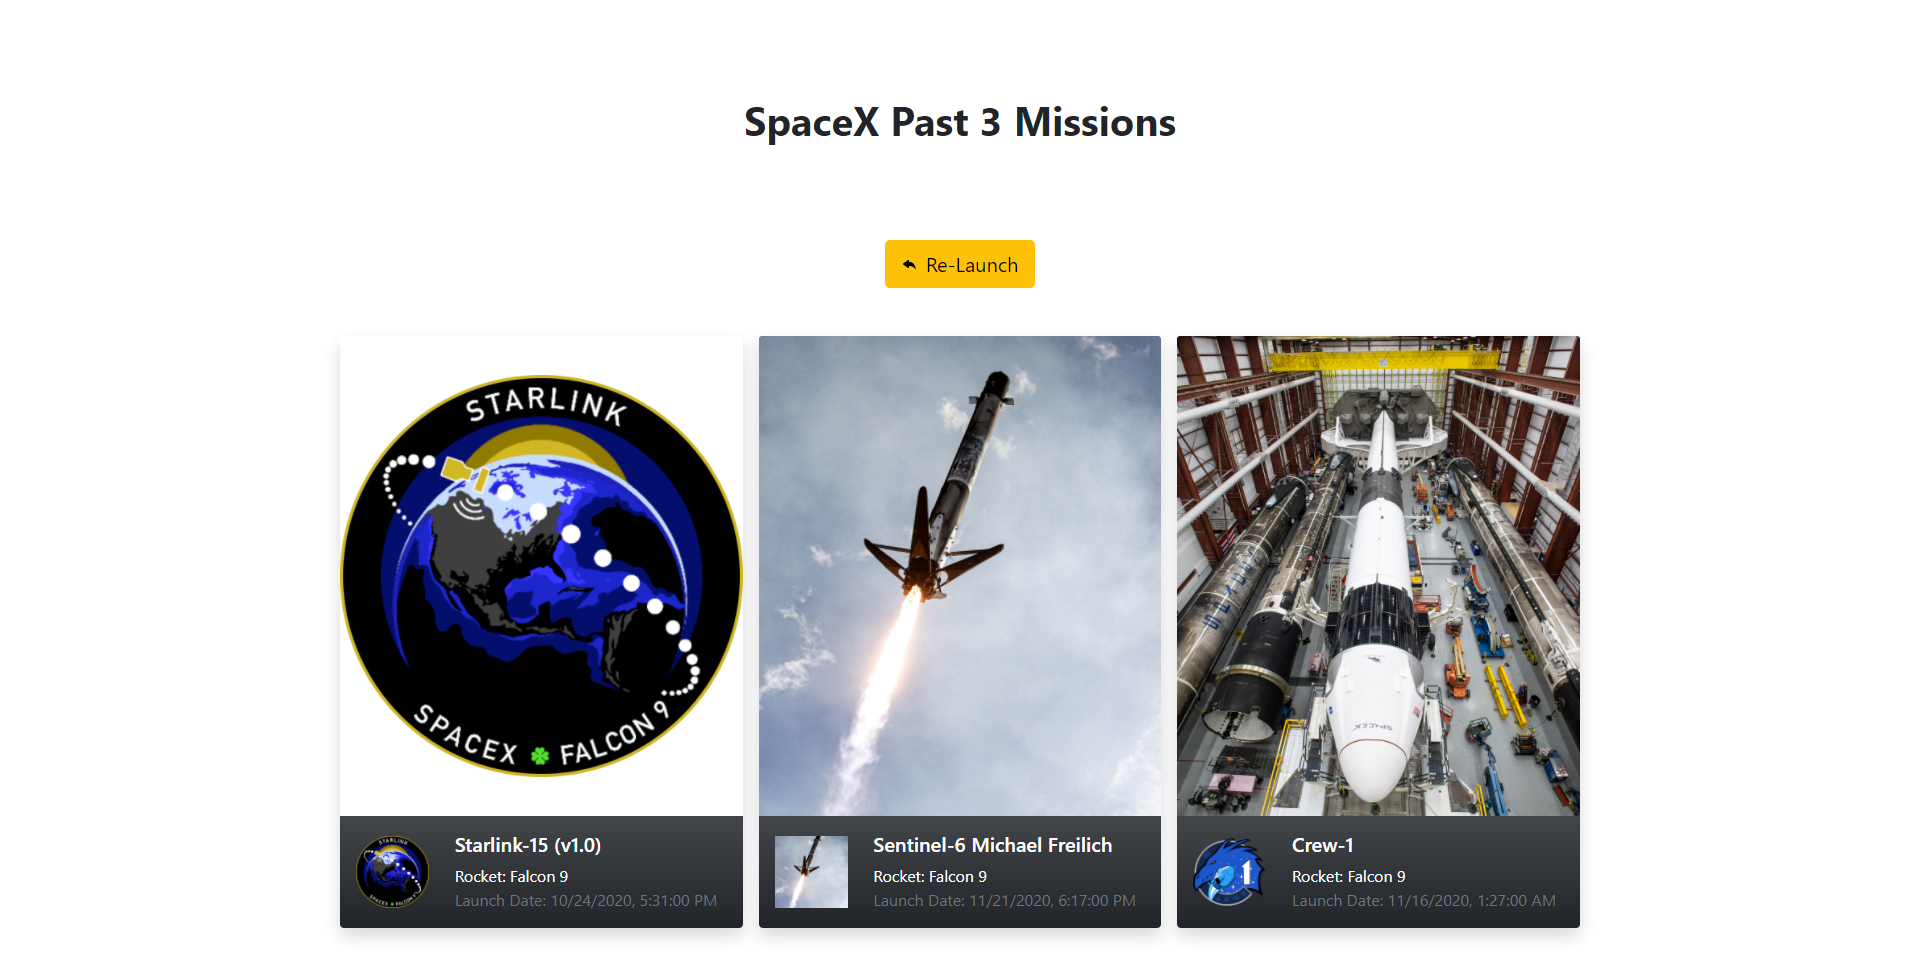 SpaceX Past 3 Missions
Re-Launch
STARLINK
SPACEX FALCON 9
SPACEX
Starlink-15 (v1.0)
Rocket: Falcon 9
Launch Date: 10/24/2020, 5:31:00 PM
Sentinel-6 Michael Freilich
Rocket: Falcon 9
Launch Date: 11/21/2020, 6:17:00 PM
1
Crew-1
Rocket: Falcon 9
Launch Date: 11/16/2020, 1:27:00 AM